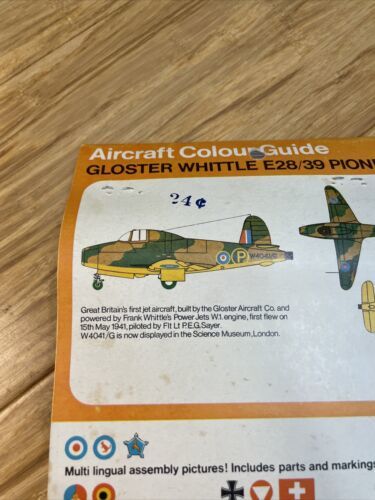 Aircraft Colour Guide
GLOSTER WHITTLE E28/39 PION
24¢
P W4041/G
Great Britain's first jet aircraft, built by the Gloster Aircraft Co. and
powered by Frank Whittle's Power Jets W.1. engine, first flew on
15th May 1941, piloted by Flt Lt P.E.G. Sayer.
W4041/G is now displayed in the Science Museum, London.
Multi lingual assembly pictures! Includes parts and markings